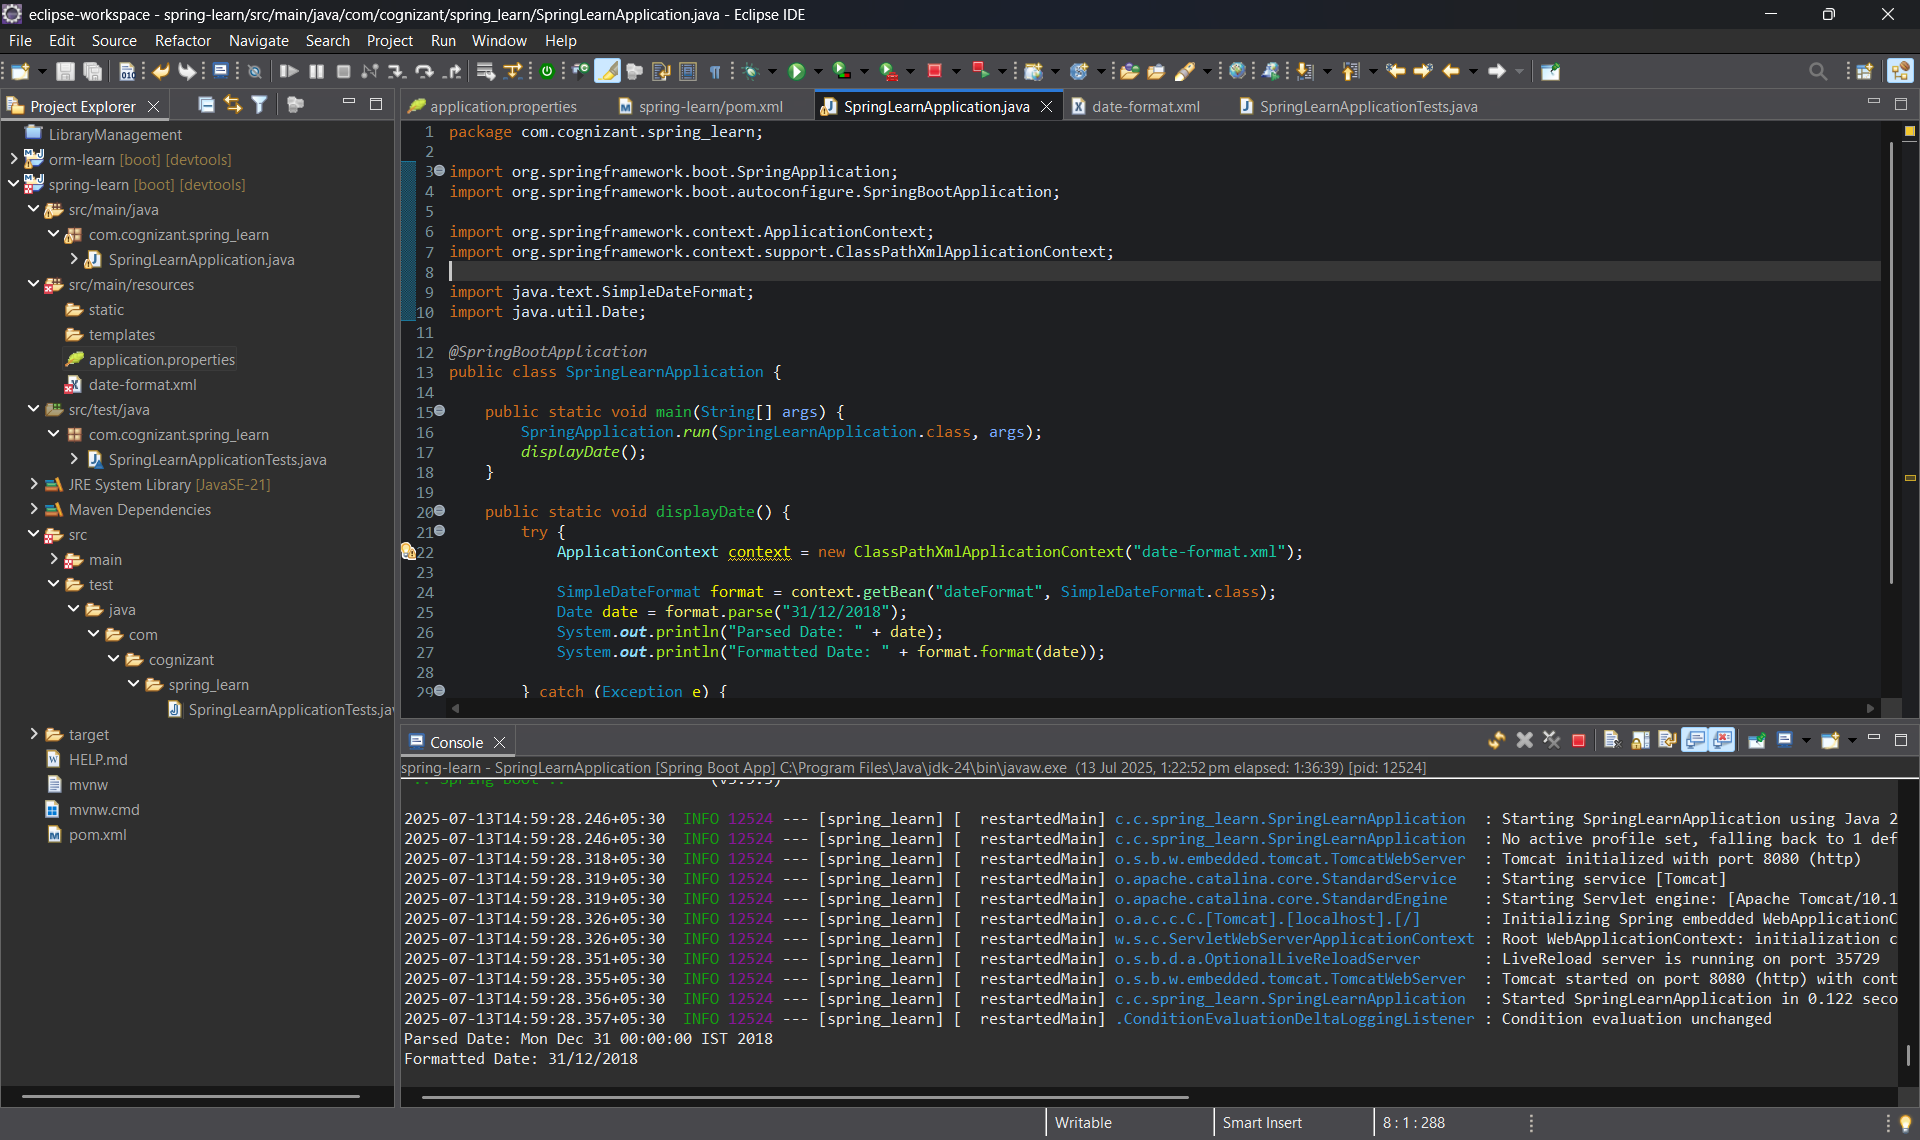 eclipse-workspace - spring-learn/src/main/java/com/cognizant/spring_learn/SpringLearnApplication.java - Eclipse IDE
File Edit Source Refactor Navigate Search Project Run Window Help
Project Explorer
LibraryManagement
orm-learn [boot] [devtools]
spring-learn [boot] [devtools]
src/main/java
com.cognizant.spring_learn
SpringLearnApplication.java
src/main/resources
static
templates
application.properties
date-format.xml
src/test/java
com.cognizant.spring_learn
SpringLearnApplicationTests.java
JRE System Library [JavaSE-21]
Maven Dependencies
src
main
test
java
com
cognizant
spring_learn
SpringLearnApplicationTests.jav
target
HELP.md
mvnw
mvnw.cmd
pom.xml
application.properties spring-learn/pom.xml SpringLearnApplication.java date-format.xml SpringLearnApplicationTests.java
1 package com.cognizant.spring_learn;
2
3 import org.springframework.boot.SpringApplication;
4 import org.springframework.boot.autoconfigure.SpringBootApplication;
5
6 import org.springframework.context.ApplicationContext;
7 import org.springframework.context.support.ClassPathXmlApplicationContext;
8
9 import java.text.SimpleDateFormat;
10 import java.util.Date;
11
12 @SpringBootApplication
13 public class SpringLearnApplication {
14
15 public static void main(String[] args) {
16 SpringApplication.run(SpringLearnApplication.class, args);
17 displayDate();
18 }
19
20 public static void displayDate() {
21 try {
22 ApplicationContext context = new ClassPathXmlApplicationContext("date-format.xml");
23
24 SimpleDateFormat format = context.getBean("dateFormat", SimpleDateFormat.class);
25 Date date = format.parse("31/12/2018");
26 System.out.println("Parsed Date: " + date);
27 System.out.println("Formatted Date: " + format.format(date));
28
29 } catch (Exception e) {
Console
spring-learn - SpringLearnApplication [Spring Boot App] C:\Program Files\Java\jdk-24\bin\javaw.exe (13 Jul 2025, 1:22:52 pm elapsed: 1:36:39) [pid: 12524]
2025-07-13T14:59:28.246+05:30 INFO 12524 --- [spring_learn] [ restartedMain] c.c.spring_learn.SpringLearnApplication : Starting SpringLearnApplication using Java 2
2025-07-13T14:59:28.246+05:30 INFO 12524 --- [spring_learn] [ restartedMain] c.c.spring_learn.SpringLearnApplication : No active profile set, falling back to 1 def
2025-07-13T14:59:28.318+05:30 INFO 12524 --- [spring_learn] [ restartedMain] o.s.b.w.embedded.tomcat.TomcatWebServer : Tomcat initialized with port 8080 (http)
2025-07-13T14:59:28.319+05:30 INFO 12524 --- [spring_learn] [ restartedMain] o.apache.catalina.core.StandardService : Starting service [Tomcat]
2025-07-13T14:59:28.319+05:30 INFO 12524 --- [spring_learn] [ restartedMain] o.apache.catalina.core.StandardEngine : Starting Servlet engine: [Apache Tomcat/10.1
2025-07-13T14:59:28.326+05:30 INFO 12524 --- [spring_learn] [ restartedMain] o.a.c.c.C.[Tomcat].[localhost].[/] : Initializing Spring embedded WebApplicationC
2025-07-13T14:59:28.326+05:30 INFO 12524 --- [spring_learn] [ restartedMain] w.s.c.ServletWebServerApplicationContext : Root WebApplicationContext: initialization c
2025-07-13T14:59:28.351+05:30 INFO 12524 --- [spring_learn] [ restartedMain] o.s.b.d.a.OptionalLiveReloadServer : LiveReload server is running on port 35729
2025-07-13T14:59:28.355+05:30 INFO 12524 --- [spring_learn] [ restartedMain] o.s.b.w.embedded.tomcat.TomcatWebServer : Tomcat started on port 8080 (http) with cont
2025-07-13T14:59:28.356+05:30 INFO 12524 --- [spring_learn] [ restartedMain] c.c.spring_learn.SpringLearnApplication : Started SpringLearnApplication in 0.122 seco
2025-07-13T14:59:28.357+05:30 INFO 12524 --- [spring_learn] [ restartedMain] .ConditionEvaluationDeltaLoggingListener : Condition evaluation unchanged
Parsed Date: Mon Dec 31 00:00:00 IST 2018
Formatted Date: 31/12/2018
Writable Smart Insert 8 : 1 : 288